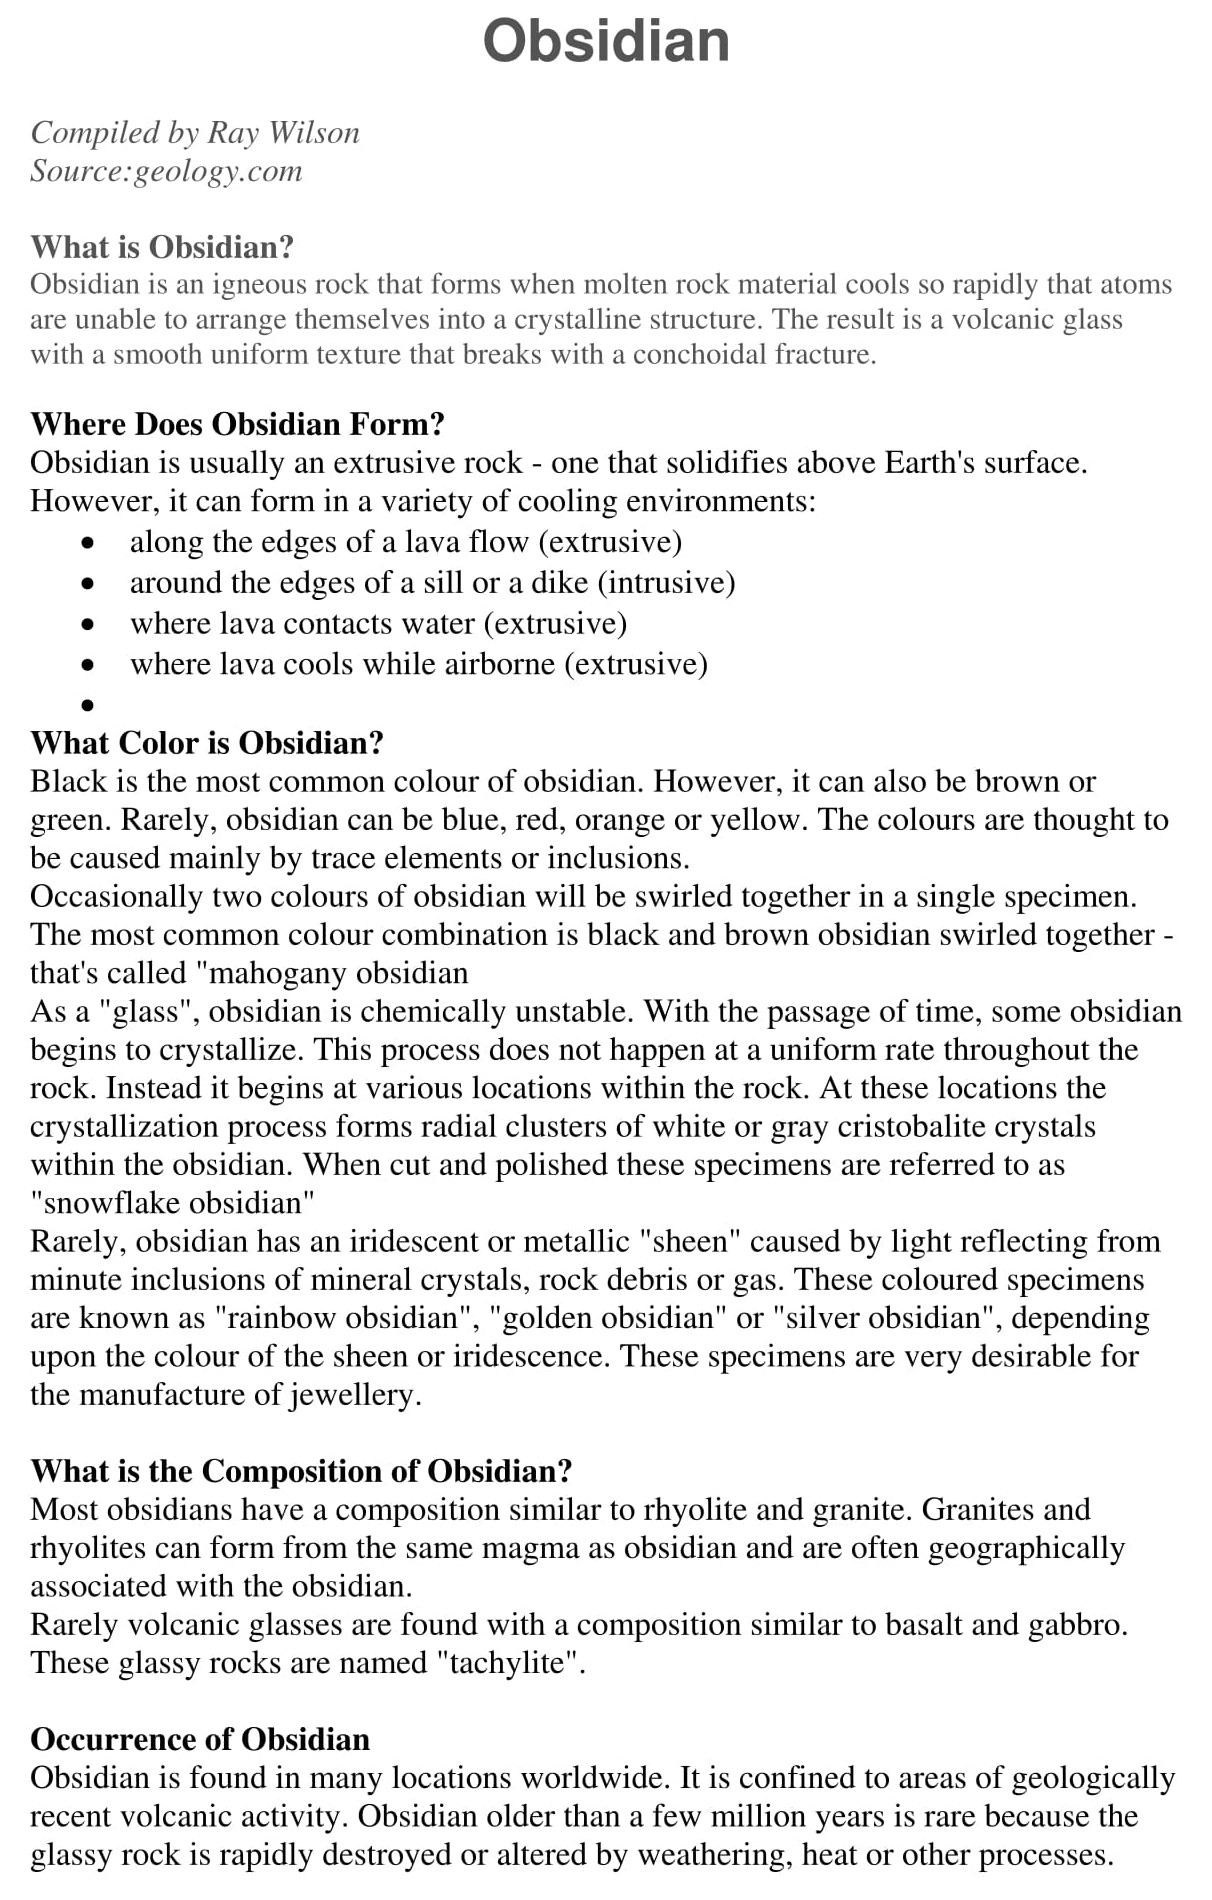 Obsidian
Compiled by Ray Wilson
Source:geology.com
What is Obsidian?
Obsidian is an igneous rock that forms when molten rock material cools so rapidly that atoms
are unable to arrange themselves into a crystalline structure. The result is a volcanic glass
with a smooth uniform texture that breaks with a conchoidal fracture.
Where Does Obsidian Form?
Obsidian is usually an extrusive rock - one that solidifies above Earth's surface.
However, it can form in a variety of cooling environments:
• along the edges of a lava flow (extrusive)
• around the edges of a sill or a dike (intrusive)
• where lava contacts water (extrusive)
• where lava cools while airborne (extrusive)
•
What Color is Obsidian?
Black is the most common colour of obsidian. However, it can also be brown or
green. Rarely, obsidian can be blue, red, orange or yellow. The colours are thought to
be caused mainly by trace elements or inclusions.
Occasionally two colours of obsidian will be swirled together in a single specimen.
The most common colour combination is black and brown obsidian swirled together -
that's called "mahogany obsidian
As a "glass", obsidian is chemically unstable. With the passage of time, some obsidian
begins to crystallize. This process does not happen at a uniform rate throughout the
rock. Instead it begins at various locations within the rock. At these locations the
crystallization process forms radial clusters of white or gray cristobalite crystals
within the obsidian. When cut and polished these specimens are referred to as
"snowflake obsidian"
Rarely, obsidian has an iridescent or metallic "sheen" caused by light reflecting from
minute inclusions of mineral crystals, rock debris or gas. These coloured specimens
are known as "rainbow obsidian", "golden obsidian" or "silver obsidian", depending
upon the colour of the sheen or iridescence. These specimens are very desirable for
the manufacture of jewellery.
What is the Composition of Obsidian?
Most obsidians have a composition similar to rhyolite and granite. Granites and
rhyolites can form from the same magma as obsidian and are often geographically
associated with the obsidian.
Rarely volcanic glasses are found with a composition similar to basalt and gabbro.
These glassy rocks are named "tachylite".
Occurrence of Obsidian
Obsidian is found in many locations worldwide. It is confined to areas of geologically
recent volcanic activity. Obsidian older than a few million years is rare because the
glassy rock is rapidly destroyed or altered by weathering, heat or other processes.